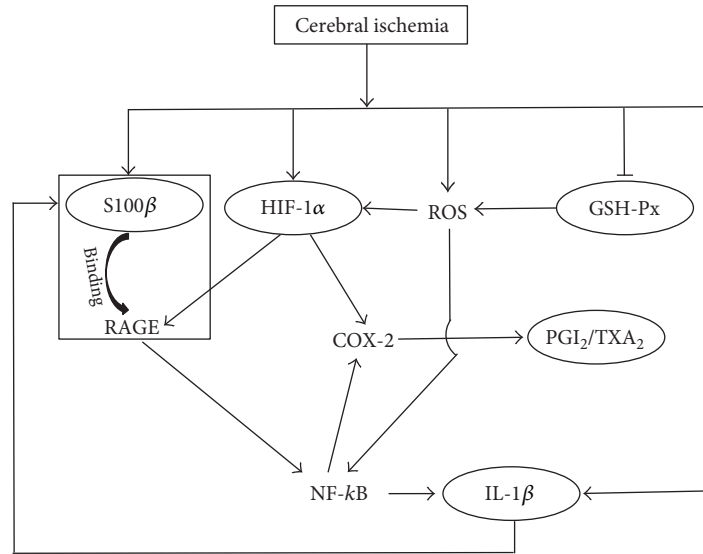 Cerebral ischemia
S100β
HIF-1α
ROS
GSH-Px
Binding
RAGE
COX-2
PGI₂/TXA₂
NF-kB
IL-1β